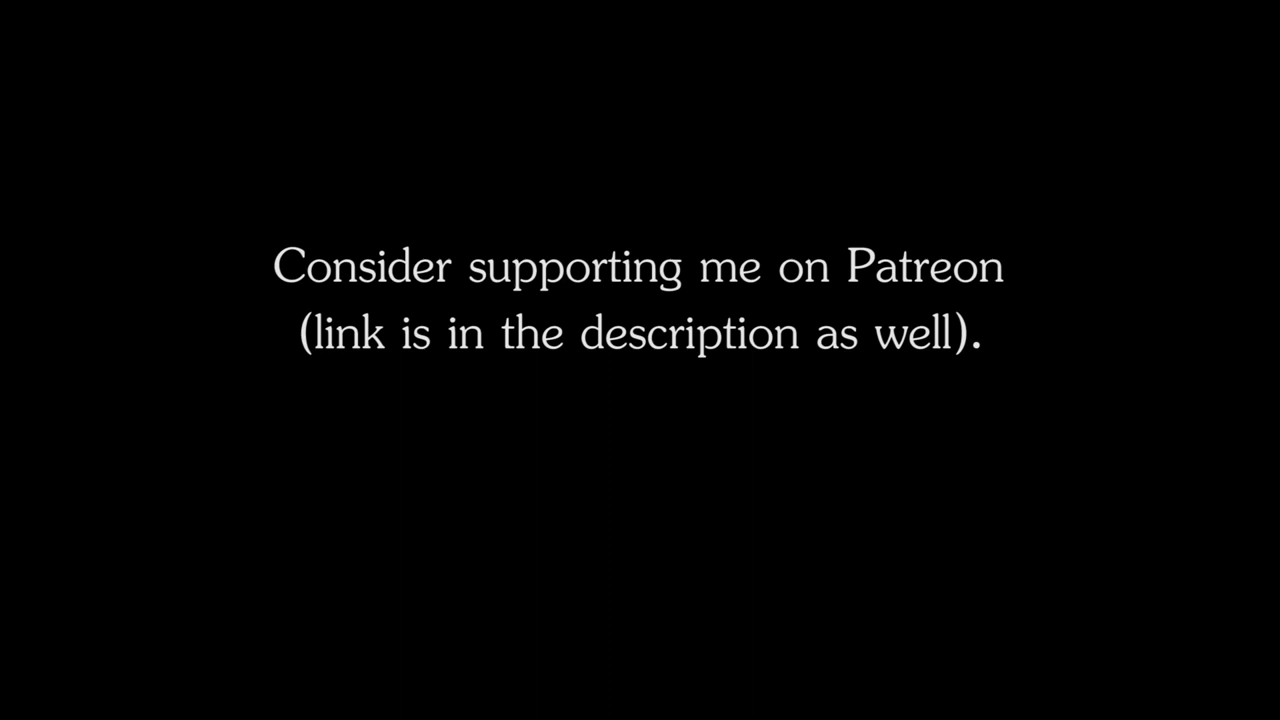 Consider supporting me on Patreon
(link is in the description as well).